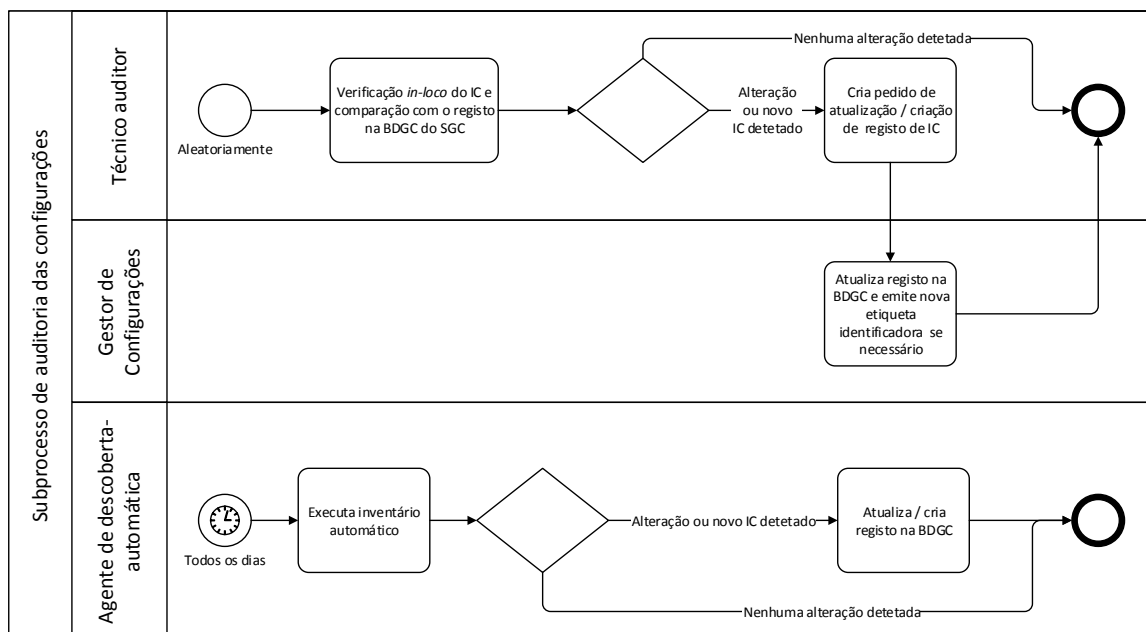 Subprocesso de auditoria das configurações
Técnico auditor
Aleatoriamente
Verificação in-loco do IC e
comparação com o registo
na BDGC do SGC
Nenhuma alteração detetada
Alteração
ou novo
IC detetado
Cria pedido de
atualização / criação
de registo de IC
Gestor de
Configurações
Atualiza registo na
BDGC e emite nova
etiqueta
identificadora se
necessário
Agente de descoberta-
automática
Todos os dias
Executa inventário
automático
Alteração ou novo IC detetado
Atualiza / cria
registo na BDGC
Nenhuma alteração detetada